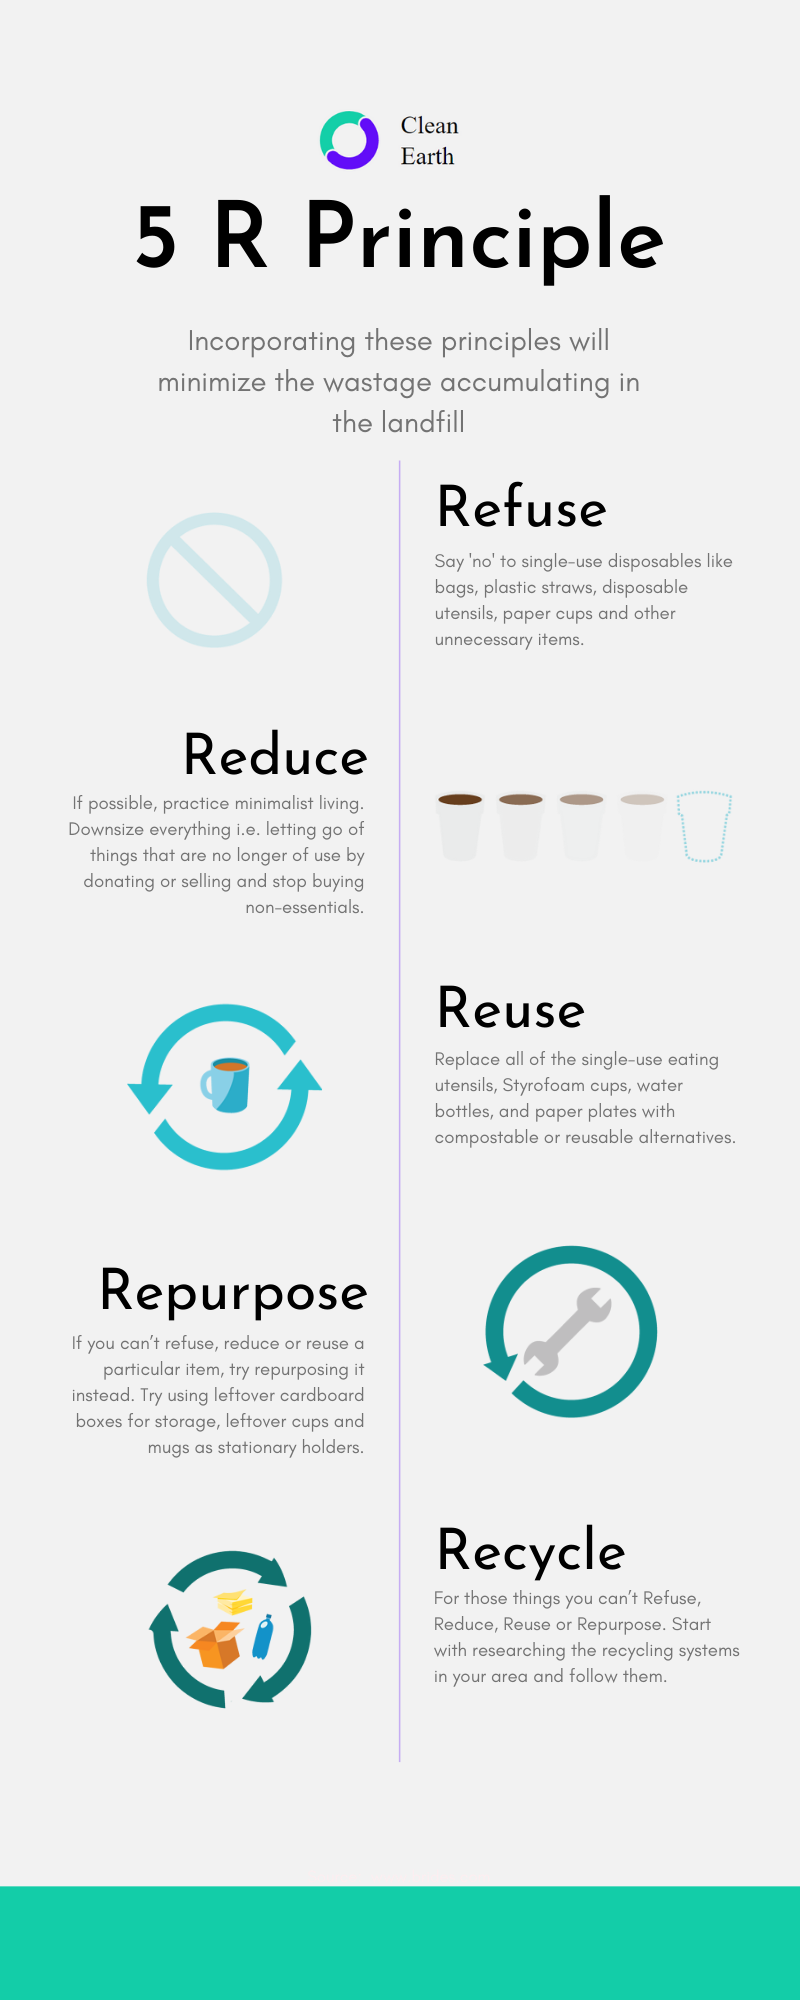 Clean
Earth
5 R Principle
Incorporating these principles will
minimize the wastage accumulating in
the landfill
Refuse
Say 'no' to single-use disposables like
bags, plastic straws, disposable
utensils, paper cups and other
unnecessary items.
Reduce
If possible, practice minimalist living.
Downsize everything i.e. letting go of
things that are no longer of use by
donating or selling and stop buying
non-essentials.
Reuse
Replace all of the single-use eating
utensils, Styrofoam cups, water
bottles, and paper plates with
compostable or reusable alternatives.
Repurpose
If you can’t refuse, reduce or reuse a
particular item, try repurposing it
instead. Try using leftover cardboard
boxes for storage, leftover cups and
mugs as stationary holders.
Recycle
For those things you can’t Refuse,
Reduce, Reuse or Repurpose. Start
with researching the recycling systems
in your area and follow them.